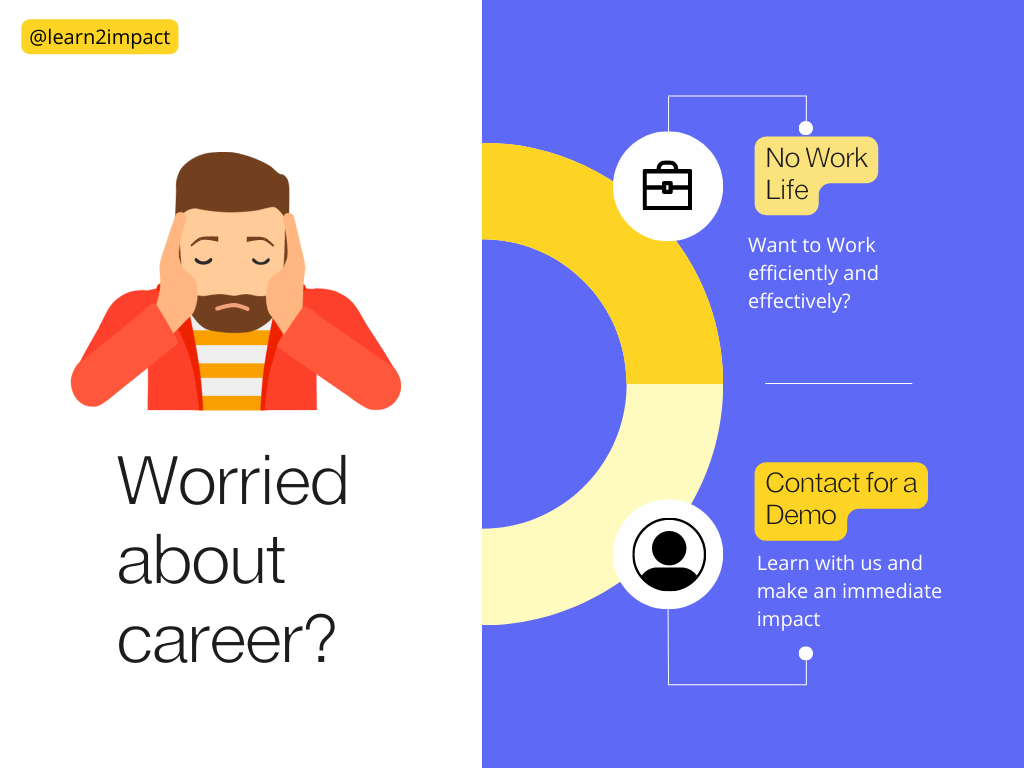 @learn2impact
Worried
about
career?
No Work
Life
Want to Work
efficiently and
effectively?
Contact for a
Demo
Learn with us and
make an immediate
impact